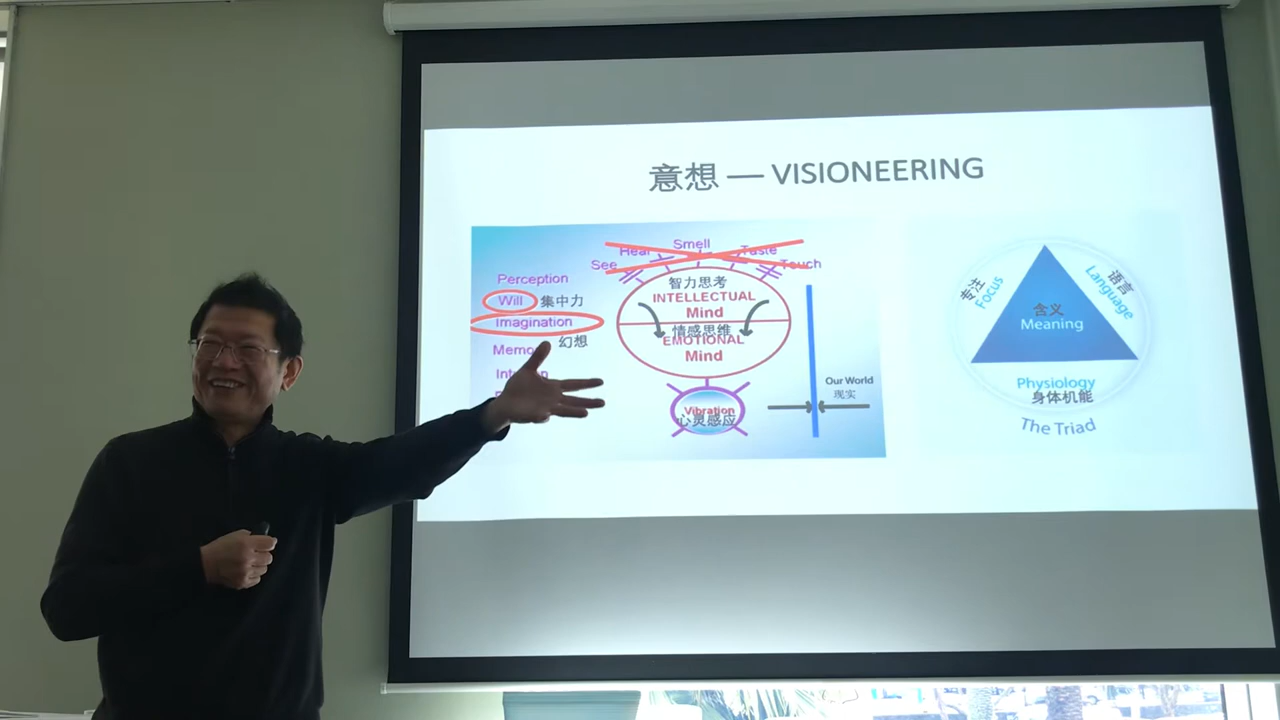 意想 — VISIONEERING
Hear
Smell
Taste
See
Touch
Perception
Will
集中力
Imagination
幻想
智力思考
INTELLECTUAL
Mind
情感思维
EMOTIONAL
Mind
Vibration
心灵感应
Our World
现实
专注
Focus
语言
Language
含义
Meaning
Physiology
身体机能
The Triad